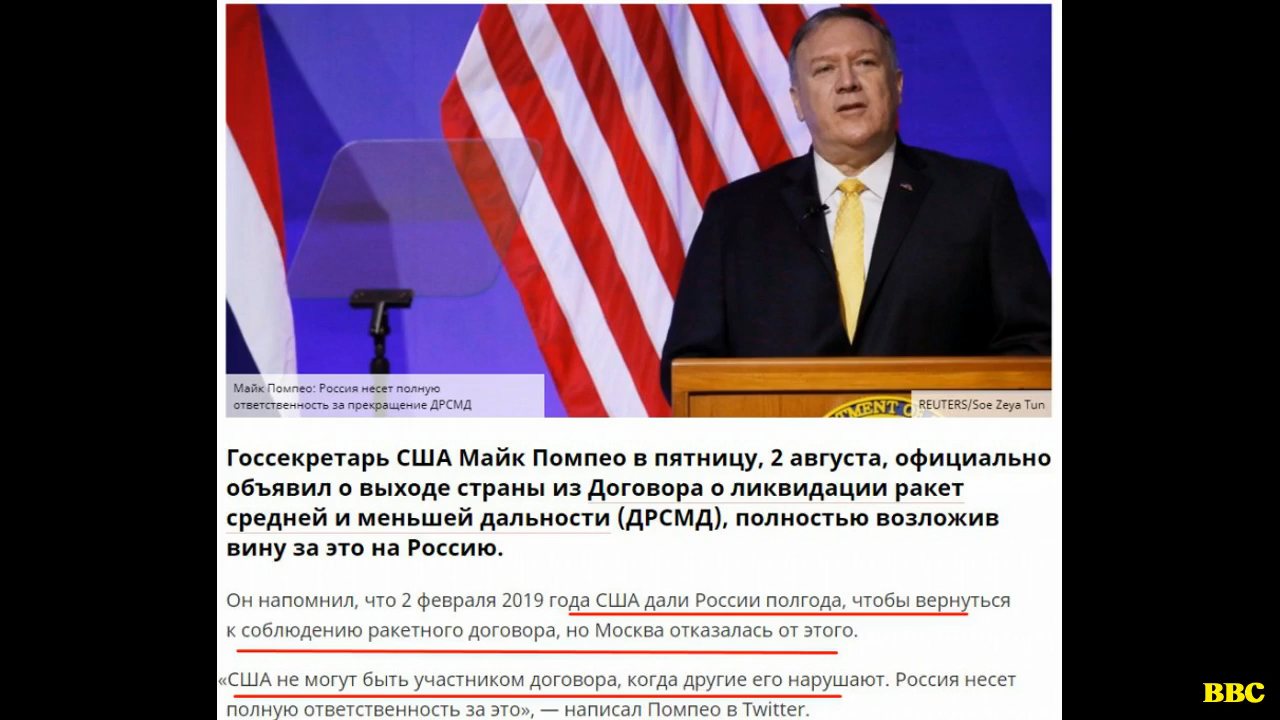 Майк Помпео: Россия несет полную
ответственность за прекращение ДРСМД
TMENT OF
REUTERS/Soe Zeya Tun
Госсекретарь США Майк Помпео в пятницу, 2 августа, официально
объявил о выходе страны из Договора о ликвидации ракет
средней и меньшей дальности (ДРСМД), полностью возложив
вину за это на Россию.
Он напомнил, что 2 февраля 2019 года США дали России полгода, чтобы вернуться
к соблюдению ракетного договора, но Москва отказалась от этого.
«США не могут быть участником договора, когда другие его нарушают. Россия несет
полную ответственность за это», — написал Помпео в Twitter.
BBC